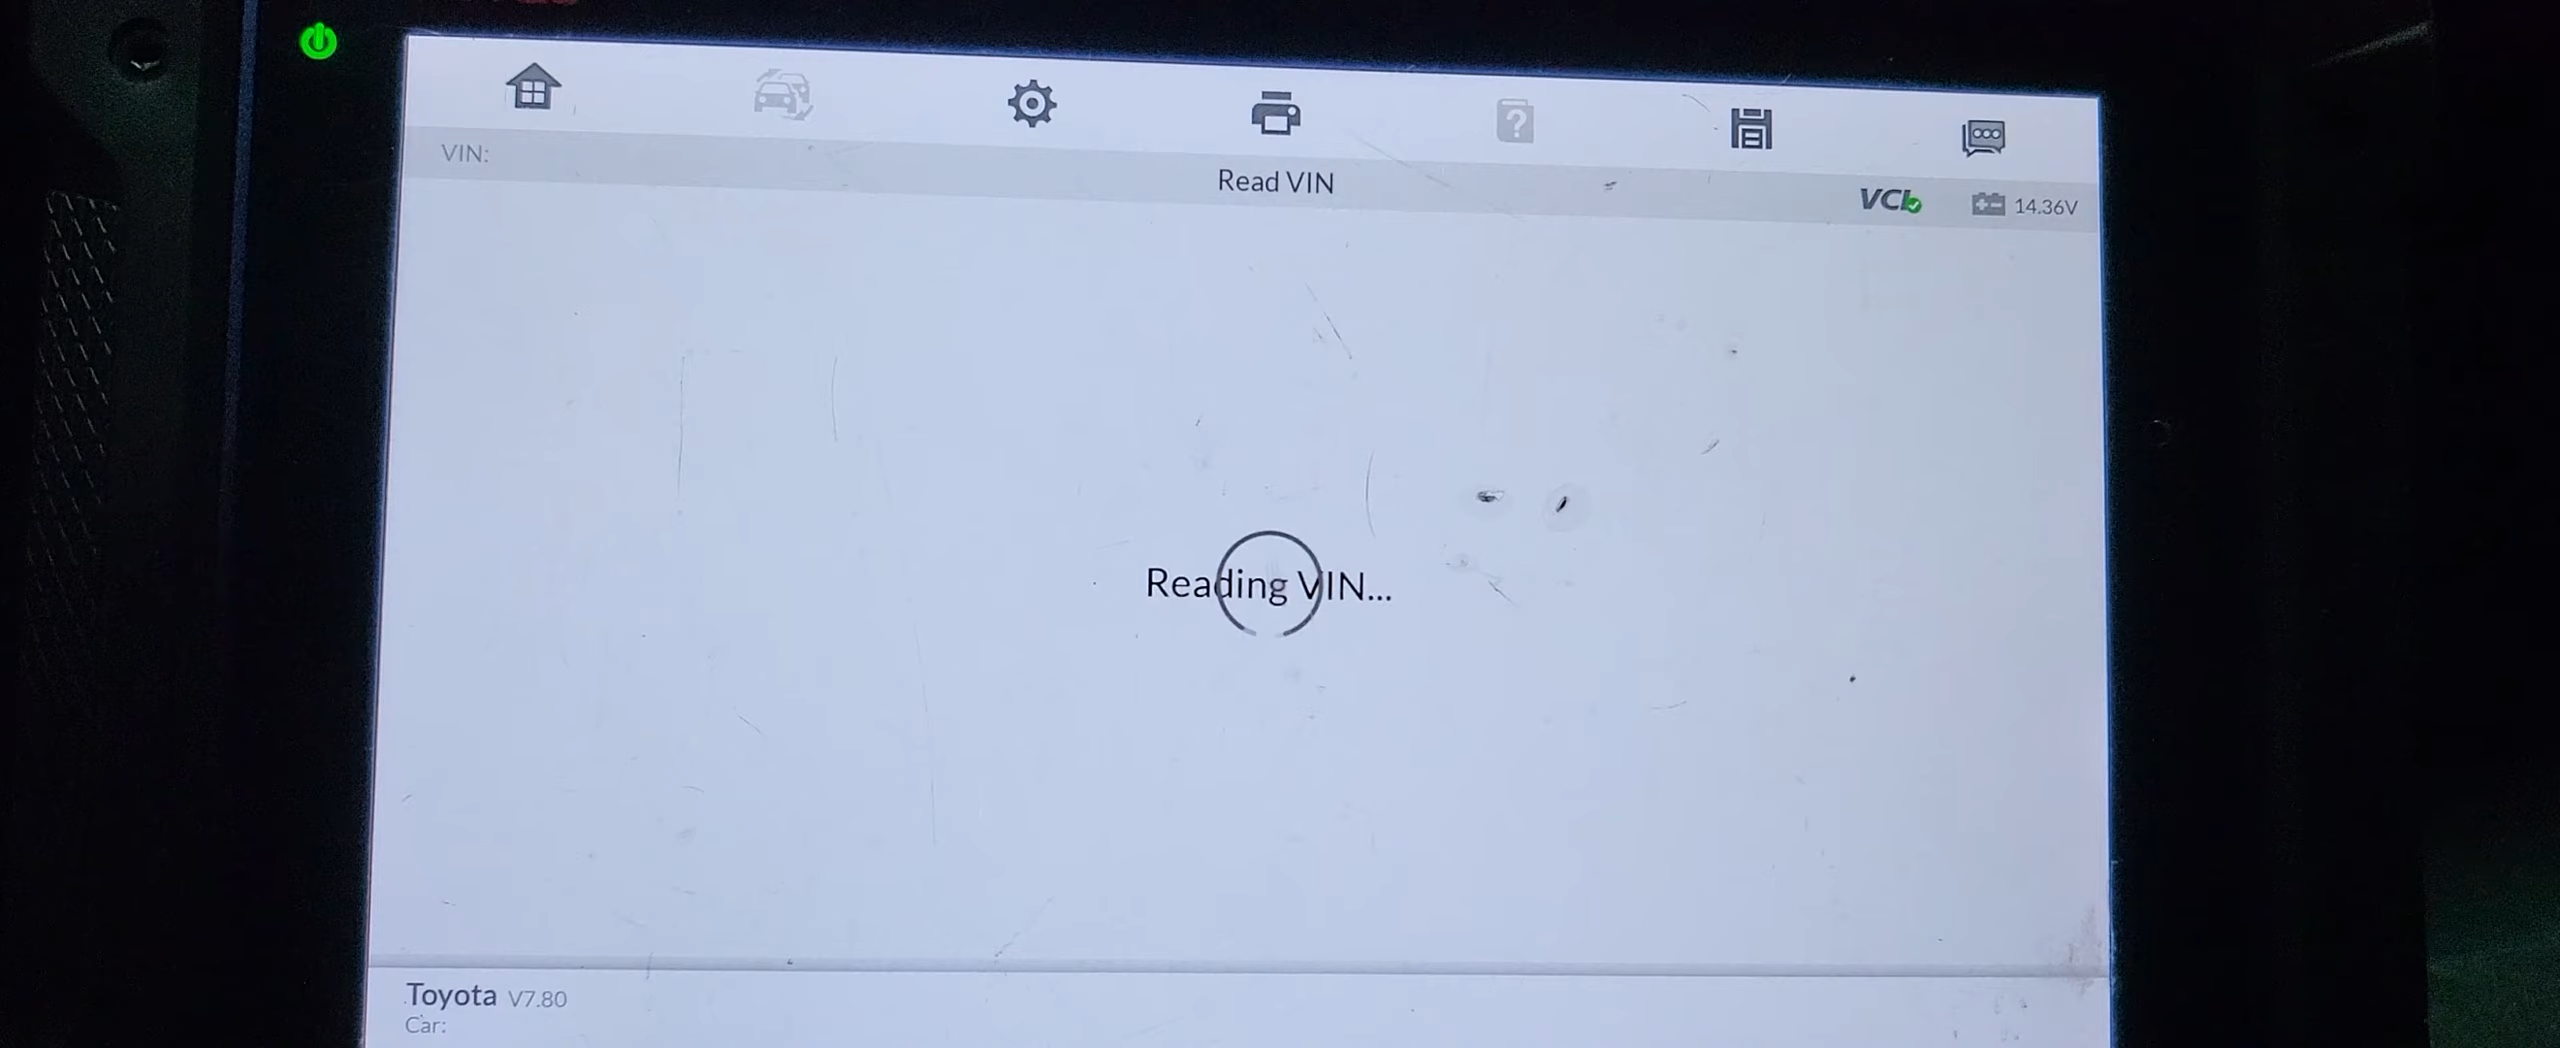 VIN:
Read VIN
VCI
14.36V
Reading VIN...
Toyota V7.80
Car: